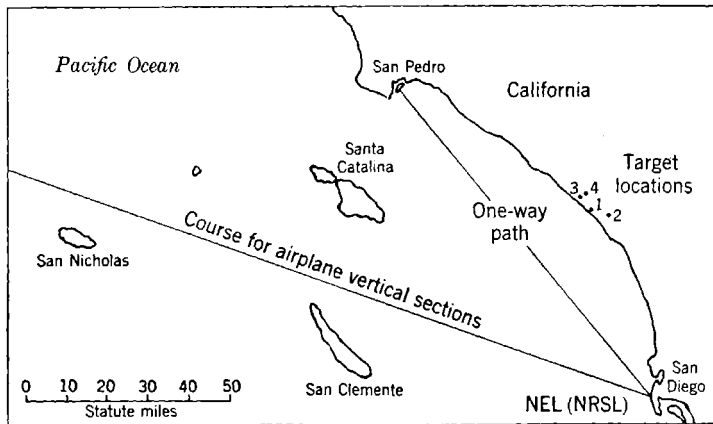 Pacific Ocean
San Pedro
California
Santa
Catalina
Target
locations
3 4
1
2
One-way
path
Course for airplane vertical sections
San Nicholas
San Clemente
San
Diego
NEL (NRSL)
0 10 20 30 40 50
Statute miles